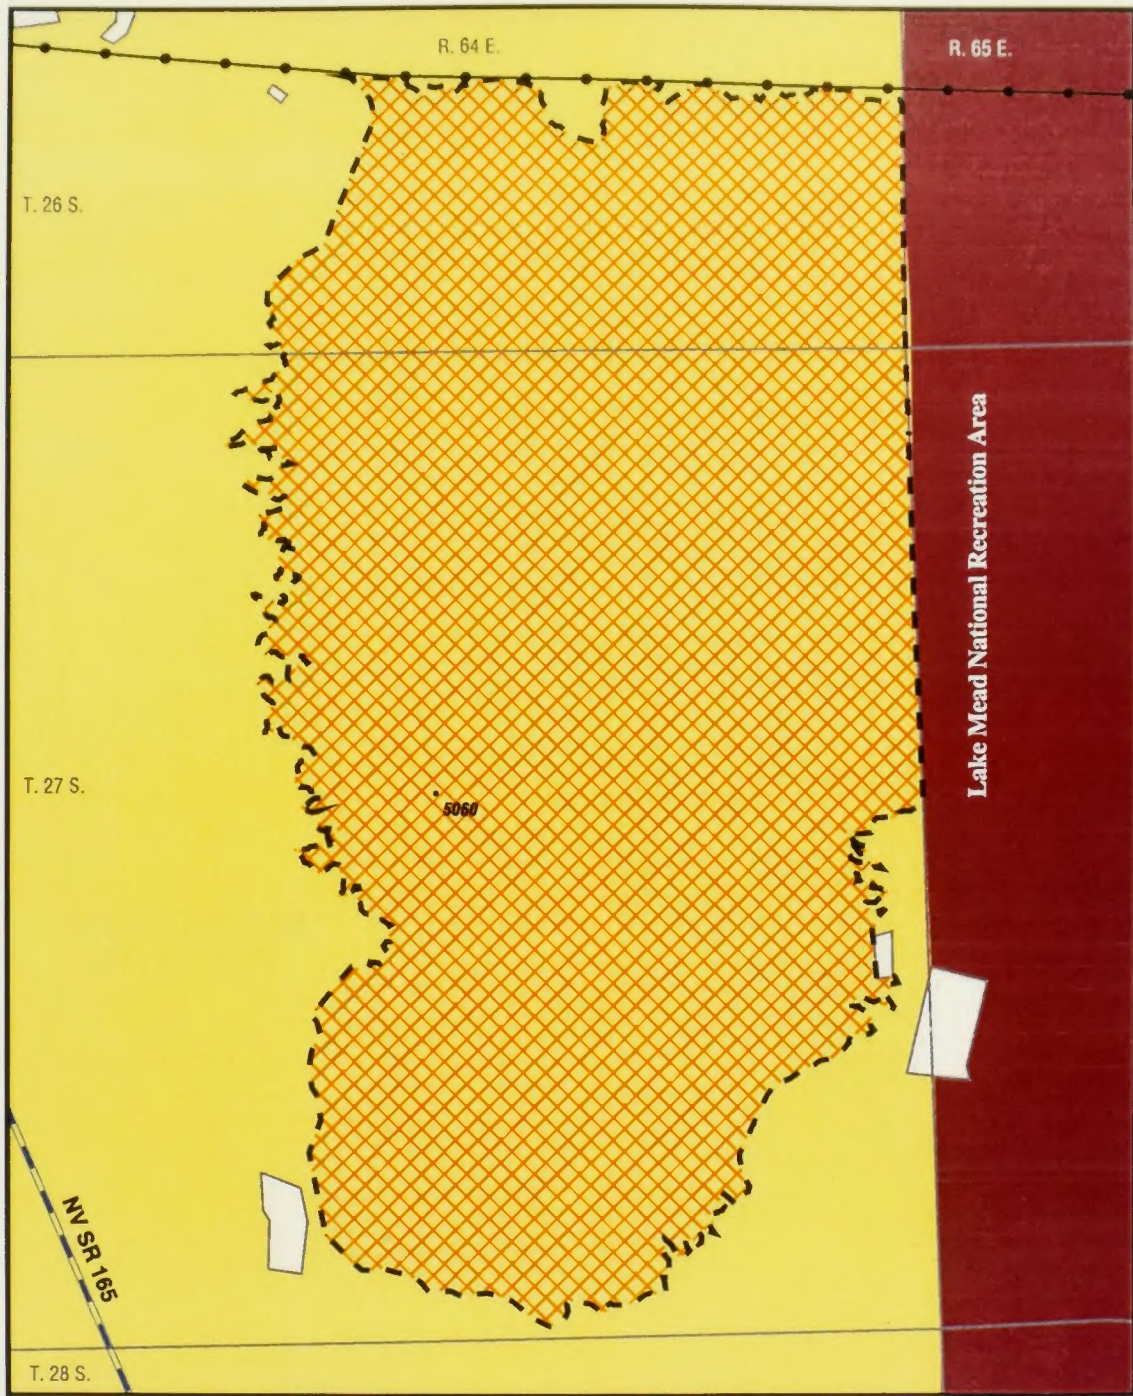 R. 64 E.
R. 65 E.
T. 26 S.
Lake Mead National Recreation Area
T. 27 S.
5060
NV SR 165
T. 28 S.